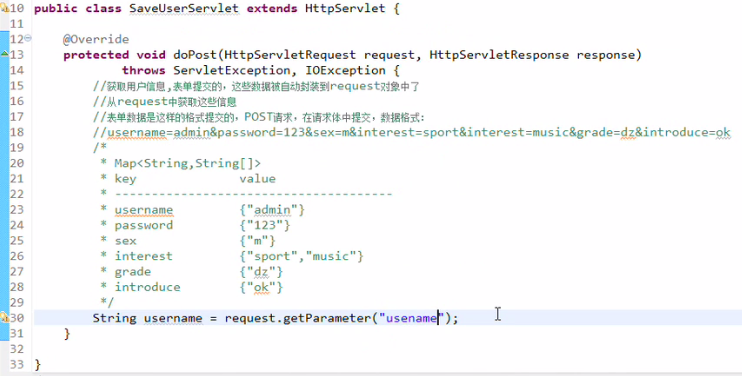 10 public class SaveUserServlet extends HttpServlet {
11
12 @Override
13 protected void doPost(HttpServletRequest request, HttpServletResponse response)
14 throws ServletException, IOException {
15 //获取用户信息,表单提交的，这些数据被自动封装到request对象中了
16 //从request中获取这些信息
17 //表单数据是这样的格式提交的，POST请求，在请求体中提交，数据格式：
18 //username=admin&password=123&sex=m&interest=sport&interest=music&grade=dz&introduce=ok
19 /*
20 * Map<String,String[]>
21 * key value
22 * --------------------------------------
23 * username {"admin"}
24 * password {"123"}
25 * sex {"m"}
26 * interest {"sport","music"}
27 * grade {"dz"}
28 * introduce {"ok"}
29 */
30 String username = request.getParameter("usename");
31 }
32
33 }